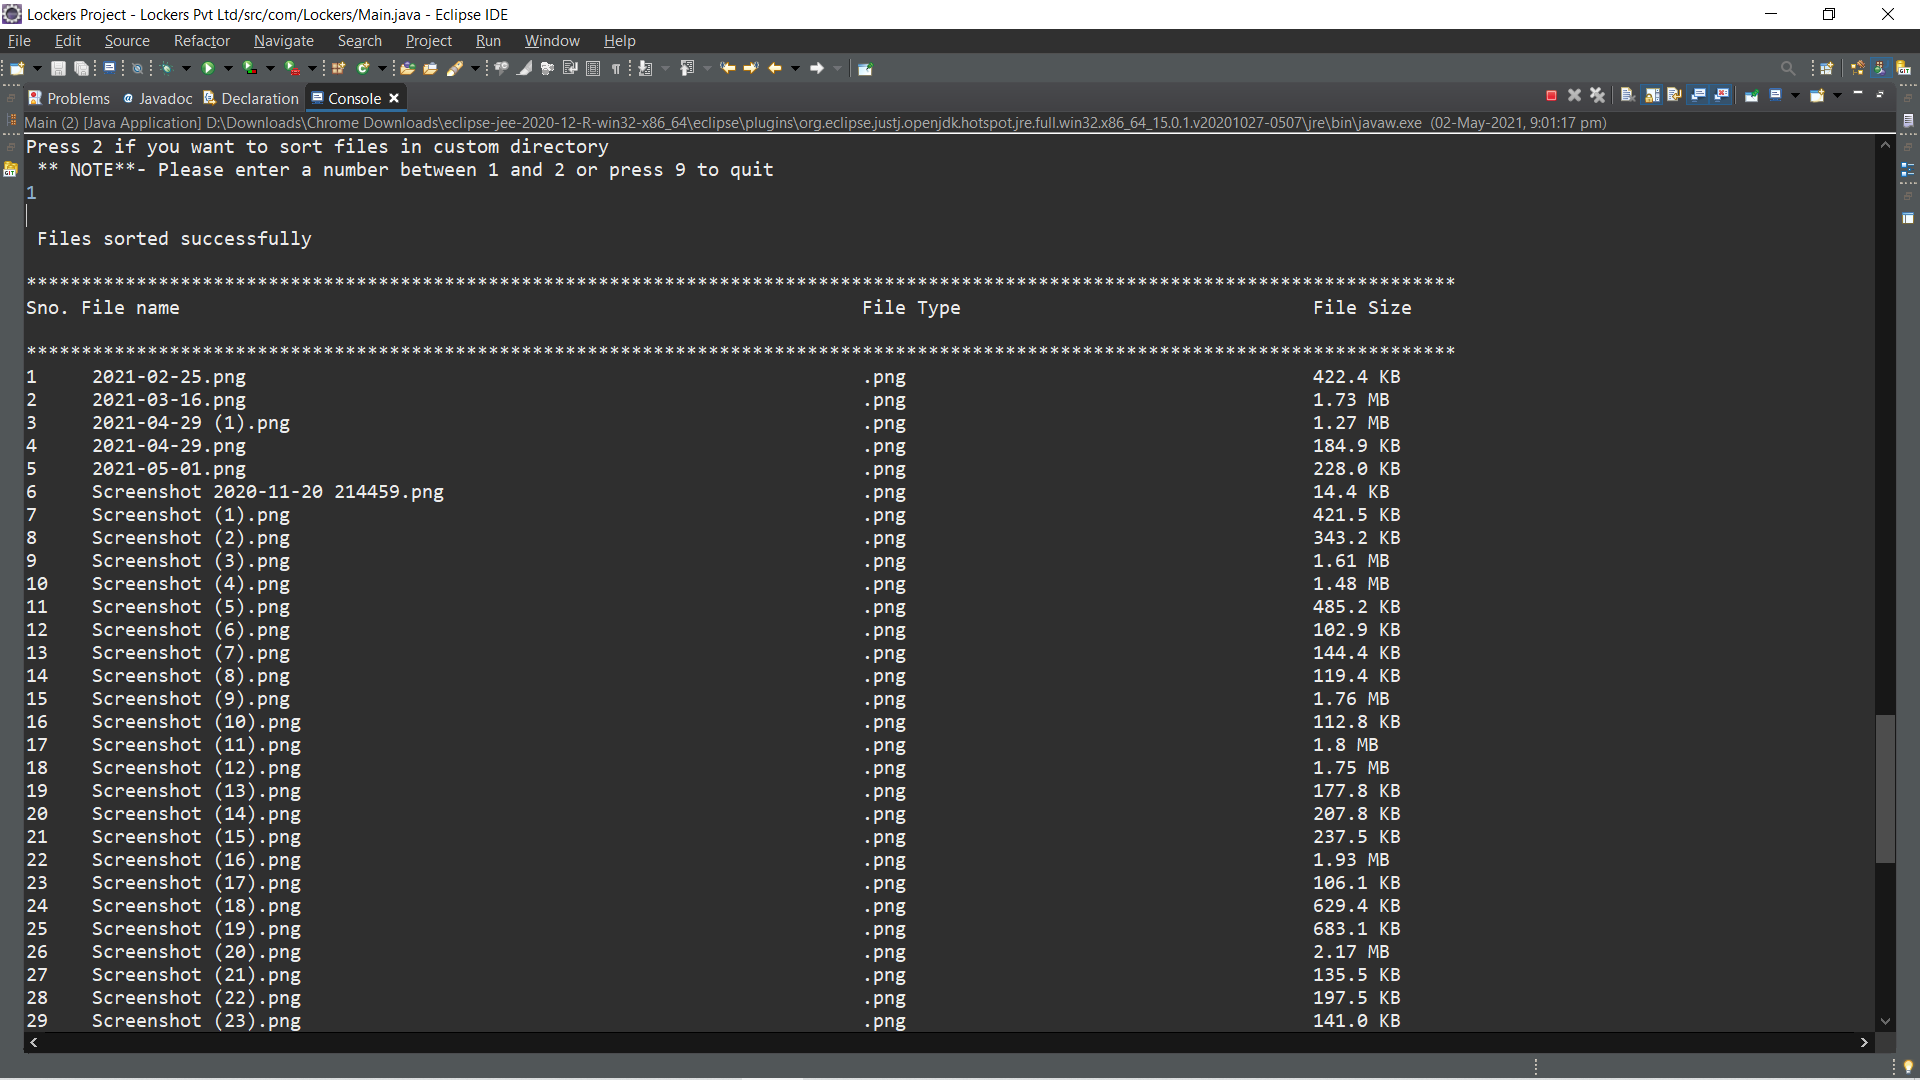 Lockers Project - Lockers Pvt Ltd/src/com/Lockers/Main.java - Eclipse IDE
File Edit Source Refactor Navigate Search Project Run Window Help
Problems @ Javadoc Declaration Console
Main (2) [Java Application] D:\Downloads\Chrome Downloads\eclipse-jee-2020-12-R-win32-x86_64\eclipse\plugins\org.eclipse.justj.openjdk.hotspot.jre.full.win32.x86_64_15.0.1.v20201027-0507\jre\bin\javaw.exe (02-May-2021, 9:01:17 pm)
Press 2 if you want to sort files in custom directory
** NOTE**- Please enter a number between 1 and 2 or press 9 to quit
1
Files sorted successfully
**********************************************************************************************************************************
Sno. File name File Type File Size
**********************************************************************************************************************************
1 2021-02-25.png .png 422.4 KB
2 2021-03-16.png .png 1.73 MB
3 2021-04-29 (1).png .png 1.27 MB
4 2021-04-29.png .png 184.9 KB
5 2021-05-01.png .png 228.0 KB
6 Screenshot 2020-11-20 214459.png .png 14.4 KB
7 Screenshot (1).png .png 421.5 KB
8 Screenshot (2).png .png 343.2 KB
9 Screenshot (3).png .png 1.61 MB
10 Screenshot (4).png .png 1.48 MB
11 Screenshot (5).png .png 485.2 KB
12 Screenshot (6).png .png 102.9 KB
13 Screenshot (7).png .png 144.4 KB
14 Screenshot (8).png .png 119.4 KB
15 Screenshot (9).png .png 1.76 MB
16 Screenshot (10).png .png 112.8 KB
17 Screenshot (11).png .png 1.8 MB
18 Screenshot (12).png .png 1.75 MB
19 Screenshot (13).png .png 177.8 KB
20 Screenshot (14).png .png 207.8 KB
21 Screenshot (15).png .png 237.5 KB
22 Screenshot (16).png .png 1.93 MB
23 Screenshot (17).png .png 106.1 KB
24 Screenshot (18).png .png 629.4 KB
25 Screenshot (19).png .png 683.1 KB
26 Screenshot (20).png .png 2.17 MB
27 Screenshot (21).png .png 135.5 KB
28 Screenshot (22).png .png 197.5 KB
29 Screenshot (23).png .png 141.0 KB